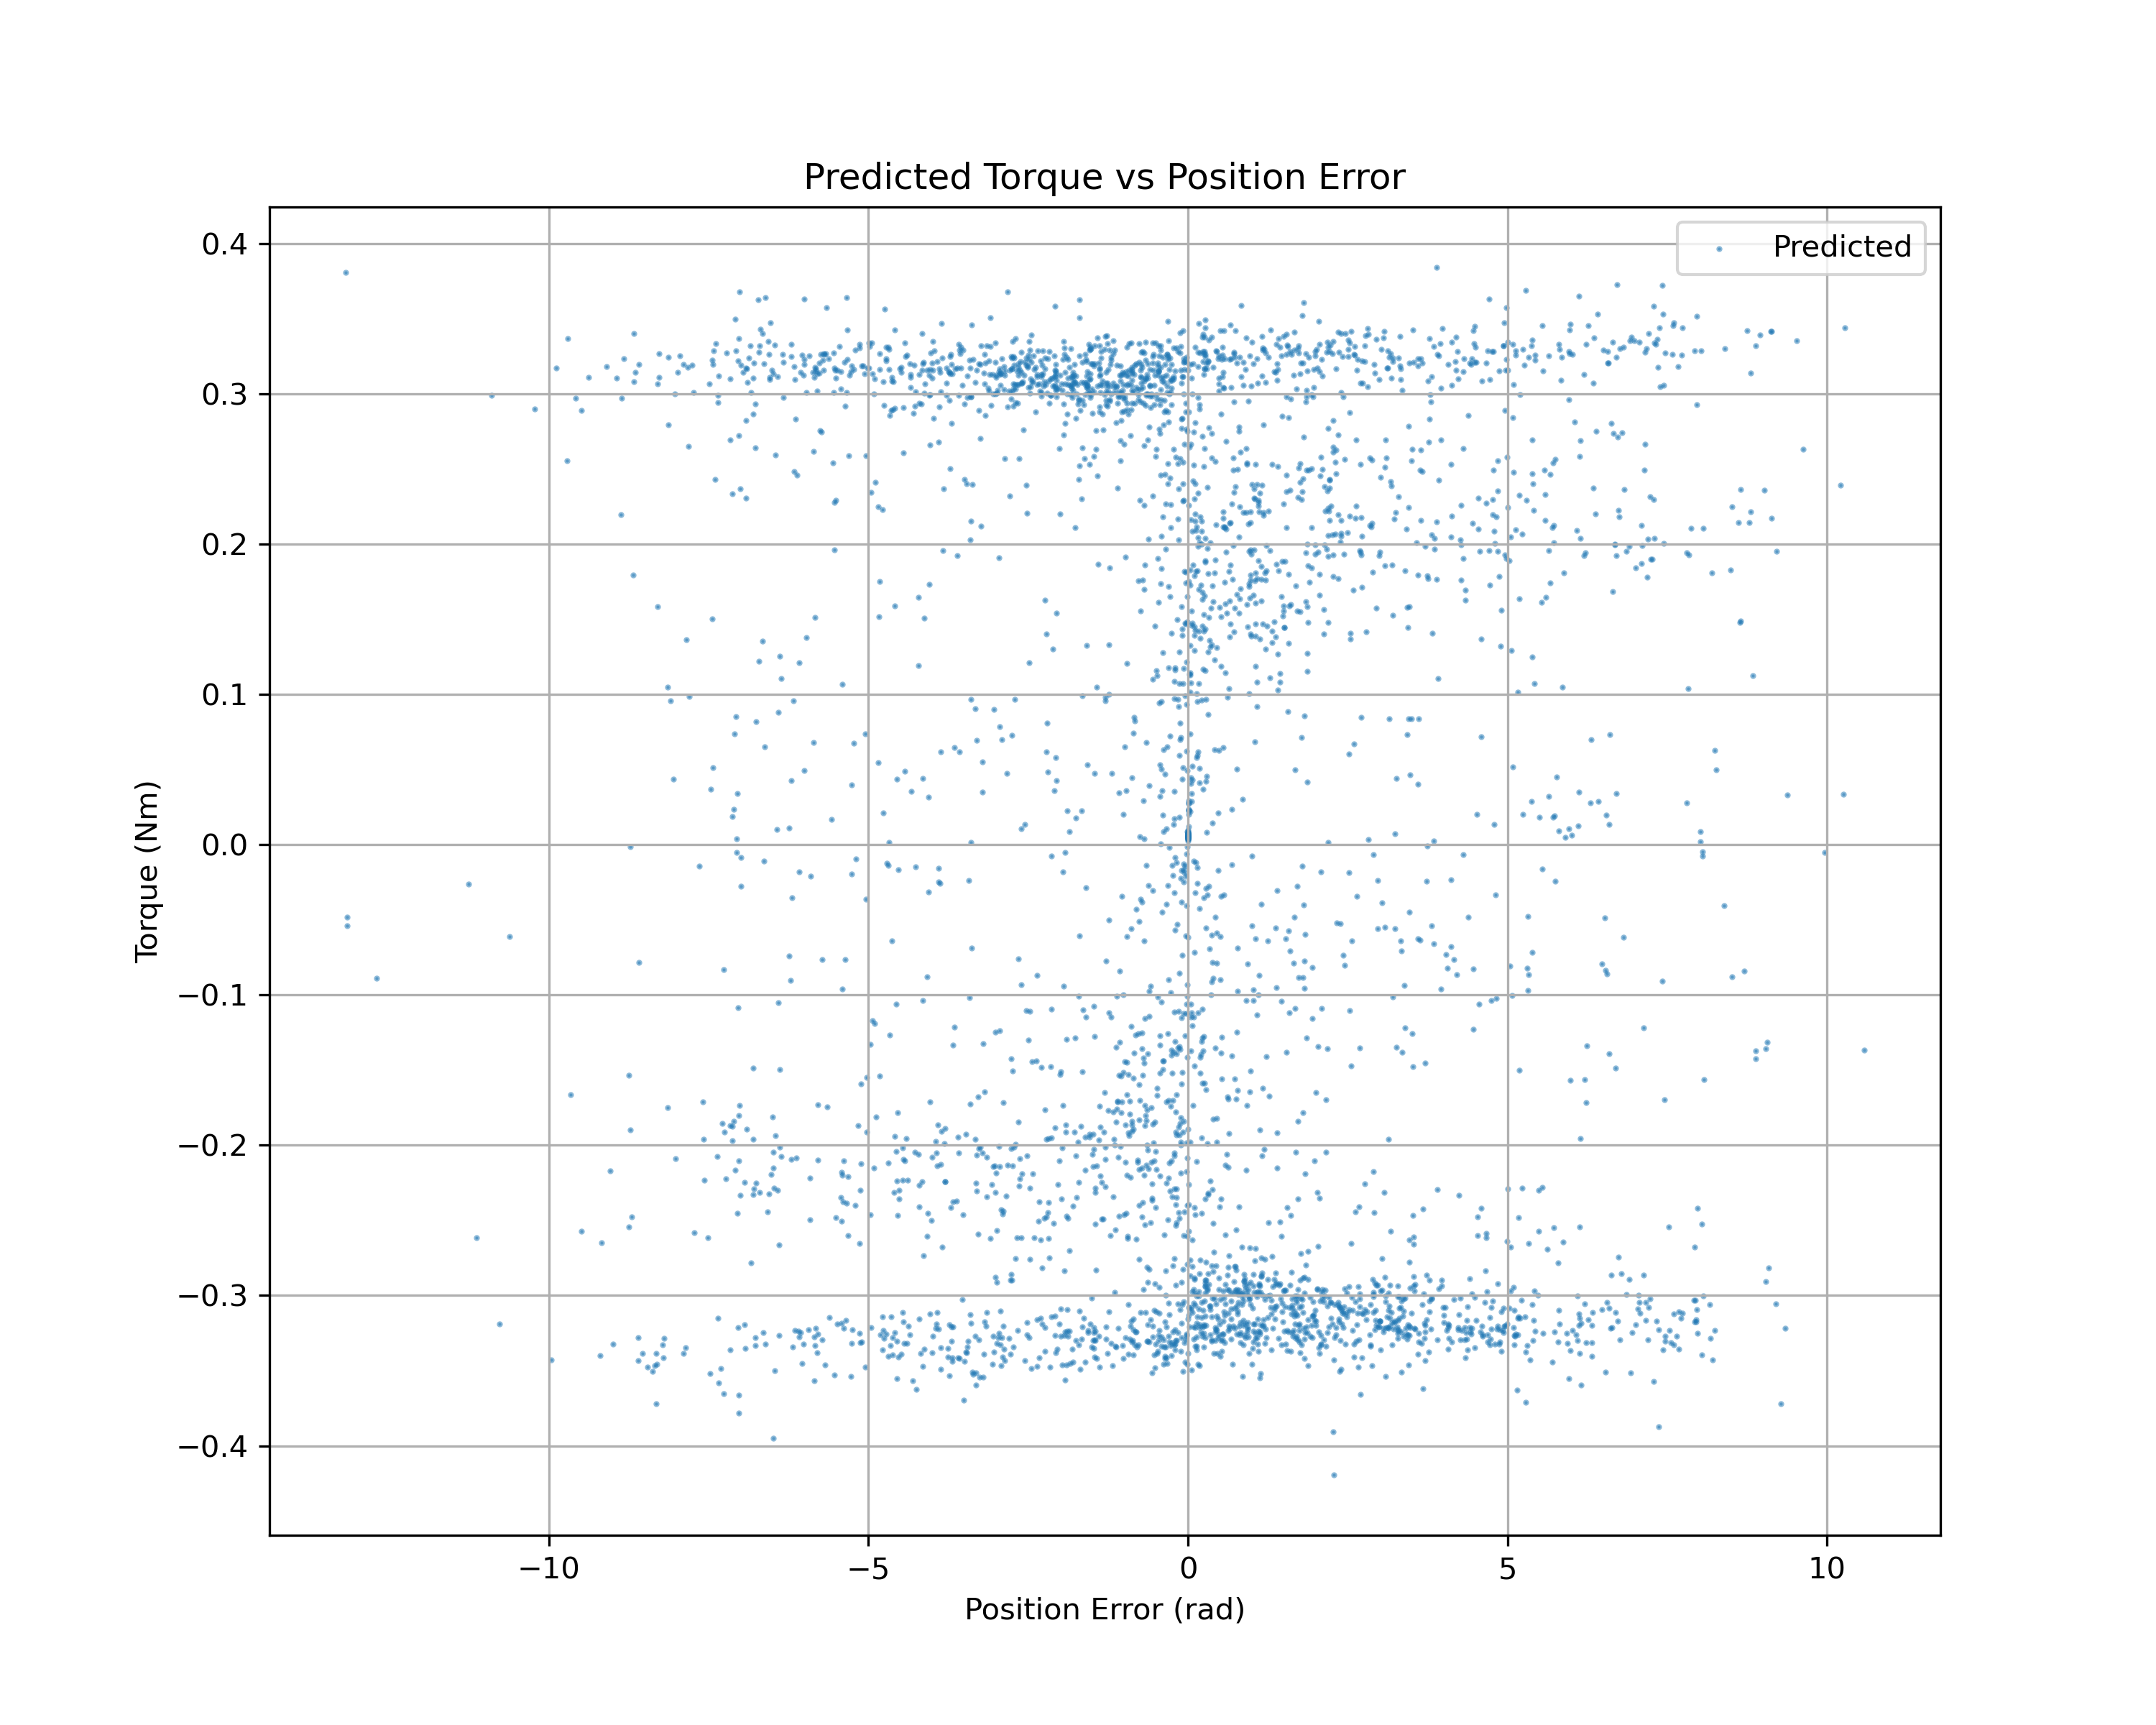 Predicted Torque vs Position Error
Predicted
0.4
0.3
0.2
0.1
0.0
−0.1
−0.2
−0.3
−0.4
Torque (Nm)
−10 −5 0 5 10
Position Error (rad)